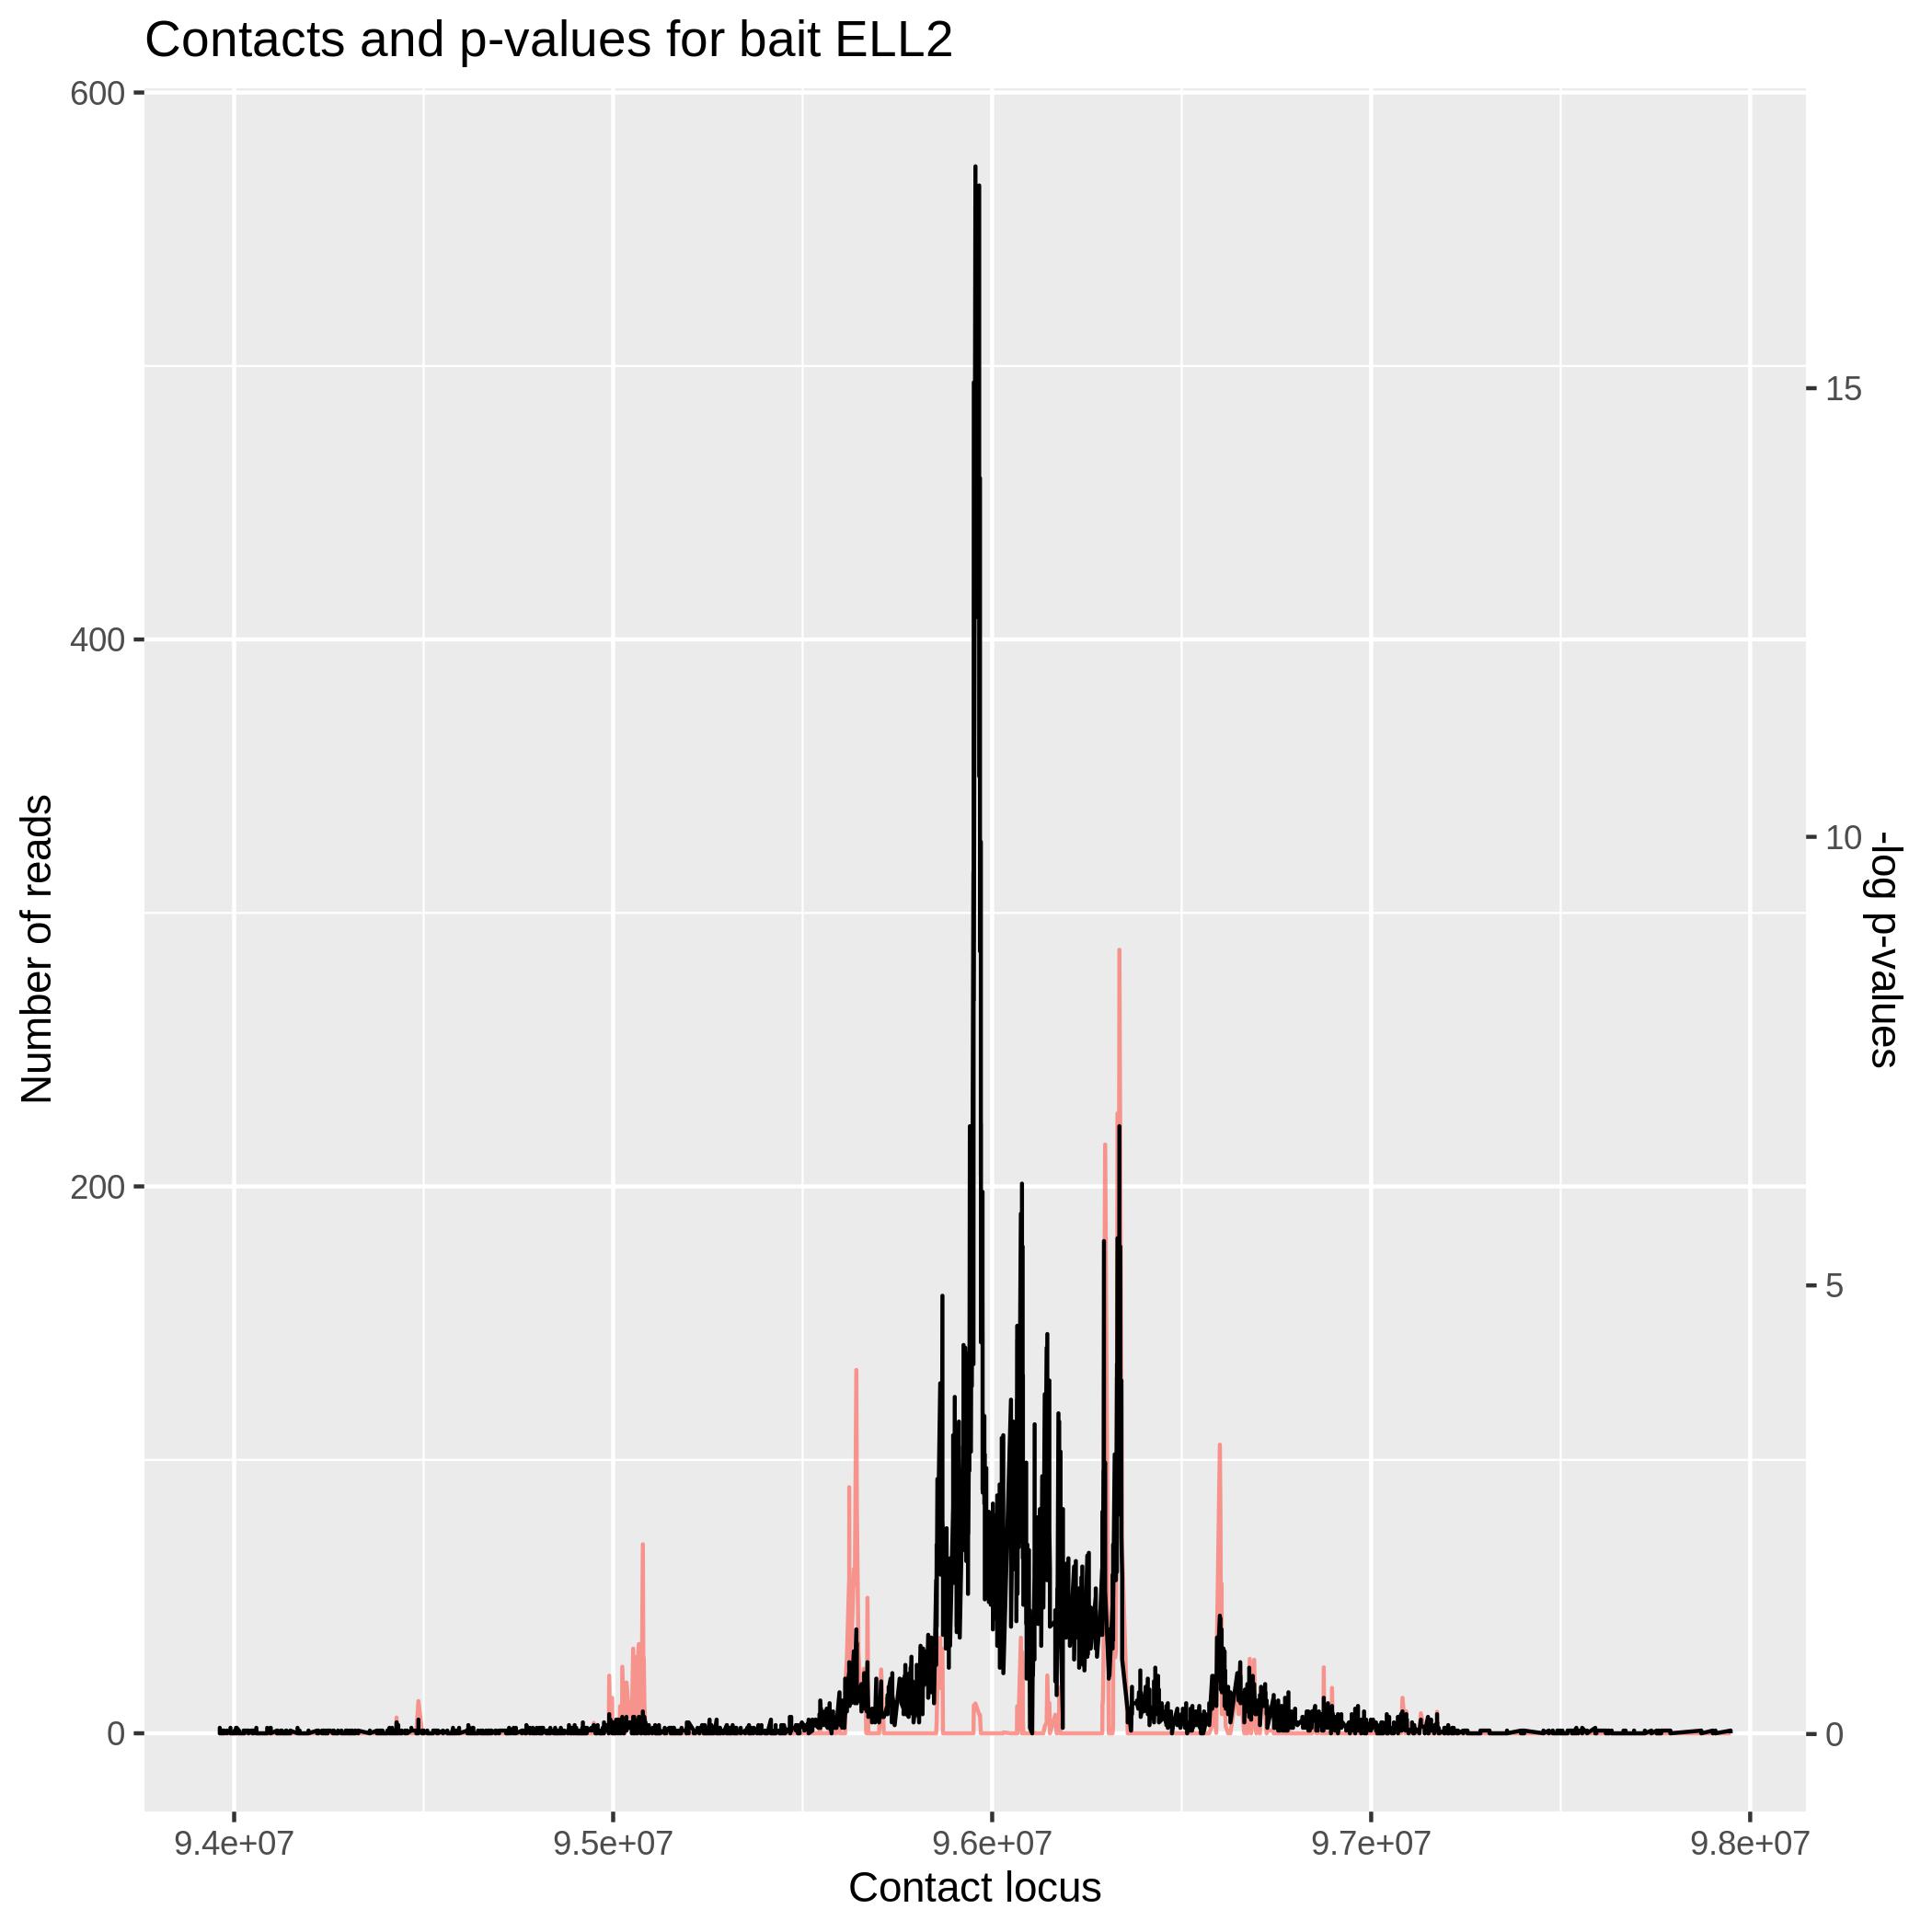 Contacts and p-values for bait ELL2
600
400
200
0
Number of reads
15
10
5
0
-log p-values
9.4e+07
9.5e+07
9.6e+07
9.7e+07
9.8e+07
Contact locus